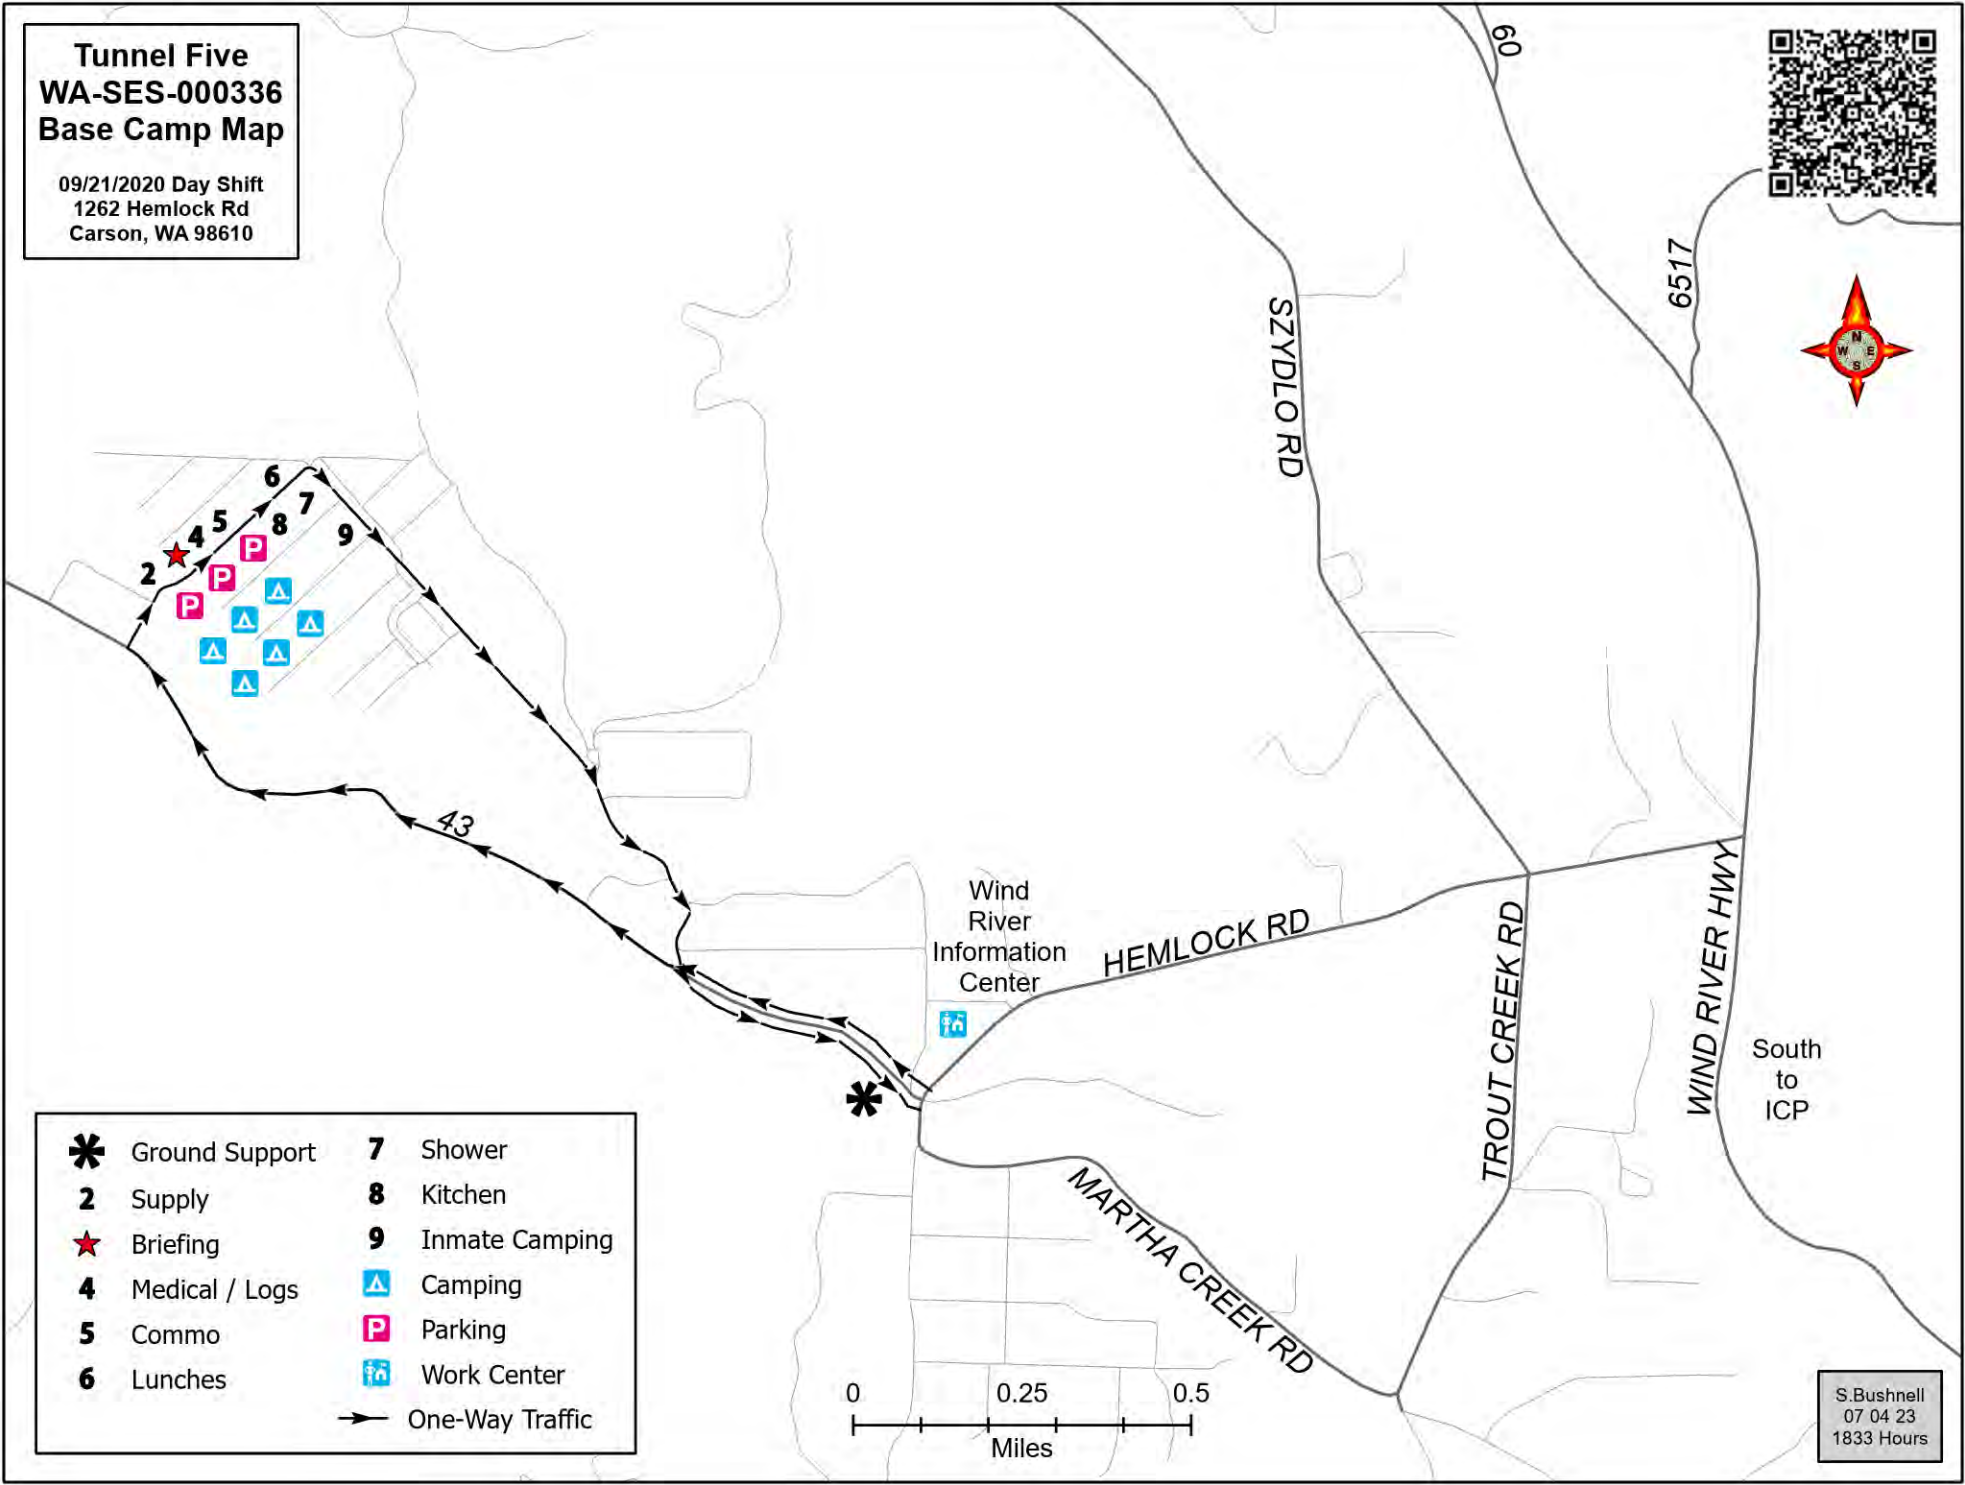 Tunnel Five
WA-SES-000336
Base Camp Map
09/21/2020 Day Shift
1262 Hemlock Rd
Carson, WA 98610
60
6517
N
W E
S
SZYDLO RD
6
7
5
8
4
9
2
P
P
P
43
Wind
River
Information
Center
HEMLOCK RD
TROUT CREEK RD
WIND RIVER HWY
South
to
ICP
MARTHA CREEK RD
Ground Support
2 Supply
Briefing
4 Medical / Logs
5 Commo
6 Lunches
7 Shower
8 Kitchen
9 Inmate Camping
Camping
P Parking
Work Center
One-Way Traffic
0 0.25 0.5
Miles
S.Bushnell
07 04 23
1833 Hours